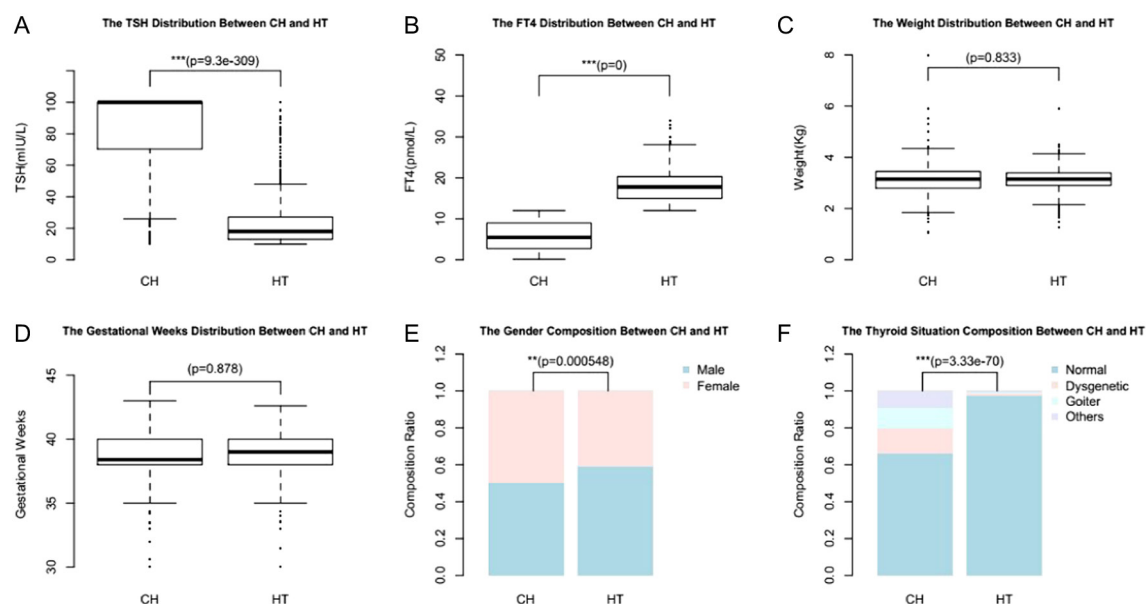 A
The TSH Distribution Between CH and HT
***(p=9.3e-309)
TSH(mIU/L)
0
20
40
60
80
100
CH
HT
B
The FT4 Distribution Between CH and HT
***(p=0)
FT4(pmol/L)
0
10
20
30
40
50
CH
HT
C
The Weight Distribution Between CH and HT
(p=0.833)
Weight(Kg)
0
2
4
6
8
CH
HT
D
The Gestational Weeks Distribution Between CH and HT
(p=0.878)
Gestational Weeks
30
35
40
45
CH
HT
E
The Gender Composition Between CH and HT
**(p=0.000548)
Male
Female
Composition Ratio
0.0
0.2
0.4
0.6
0.8
1.0
1.2
CH
HT
F
The Thyroid Situation Composition Between CH and HT
***(p=3.33e-70)
Normal
Dysgenetic
Goiter
Others
Composition Ratio
0.0
0.2
0.4
0.6
0.8
1.0
1.2
CH
HT